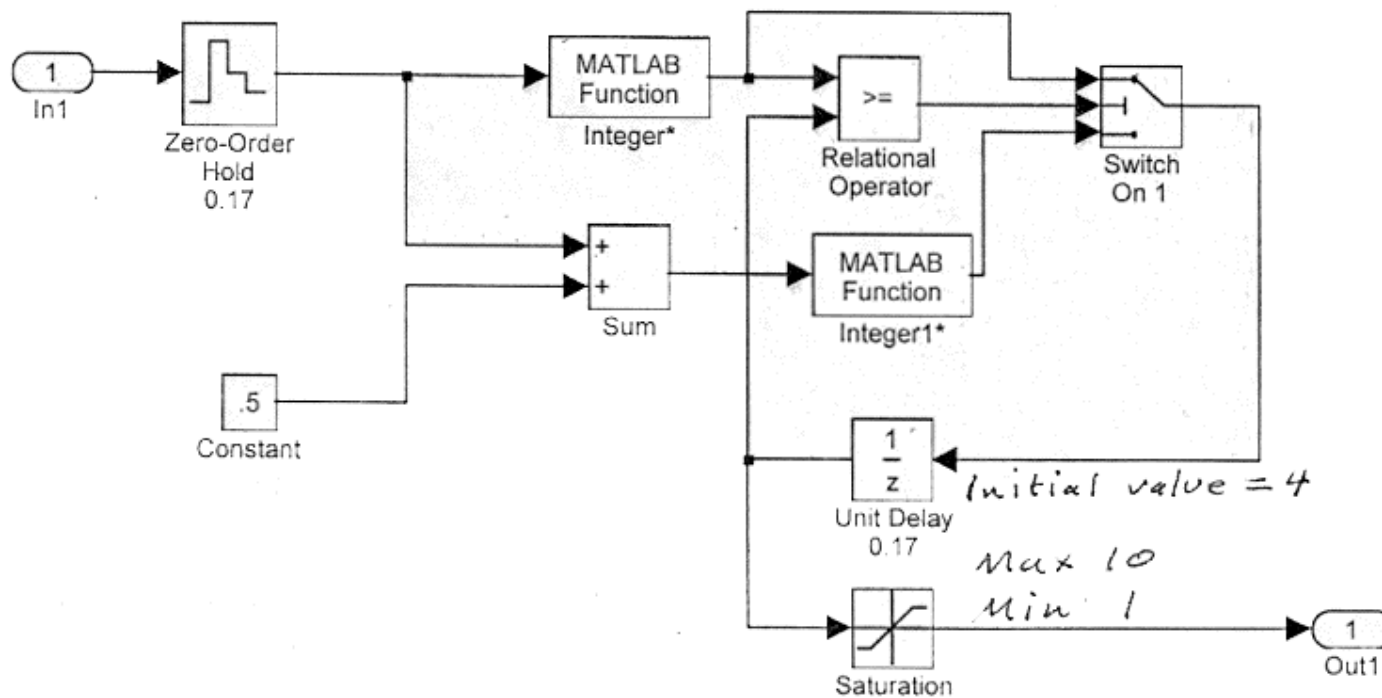 1
In1
Zero-Order
Hold
0.17
MATLAB
Function
Integer*
>=
Relational
Operator
Switch
On 1
+
+
Sum
MATLAB
Function
Integer1*
.5
Constant
1
z
Initial value = 4
Unit Delay
0.17
Max 10
Min 1
Saturation
1
Out1